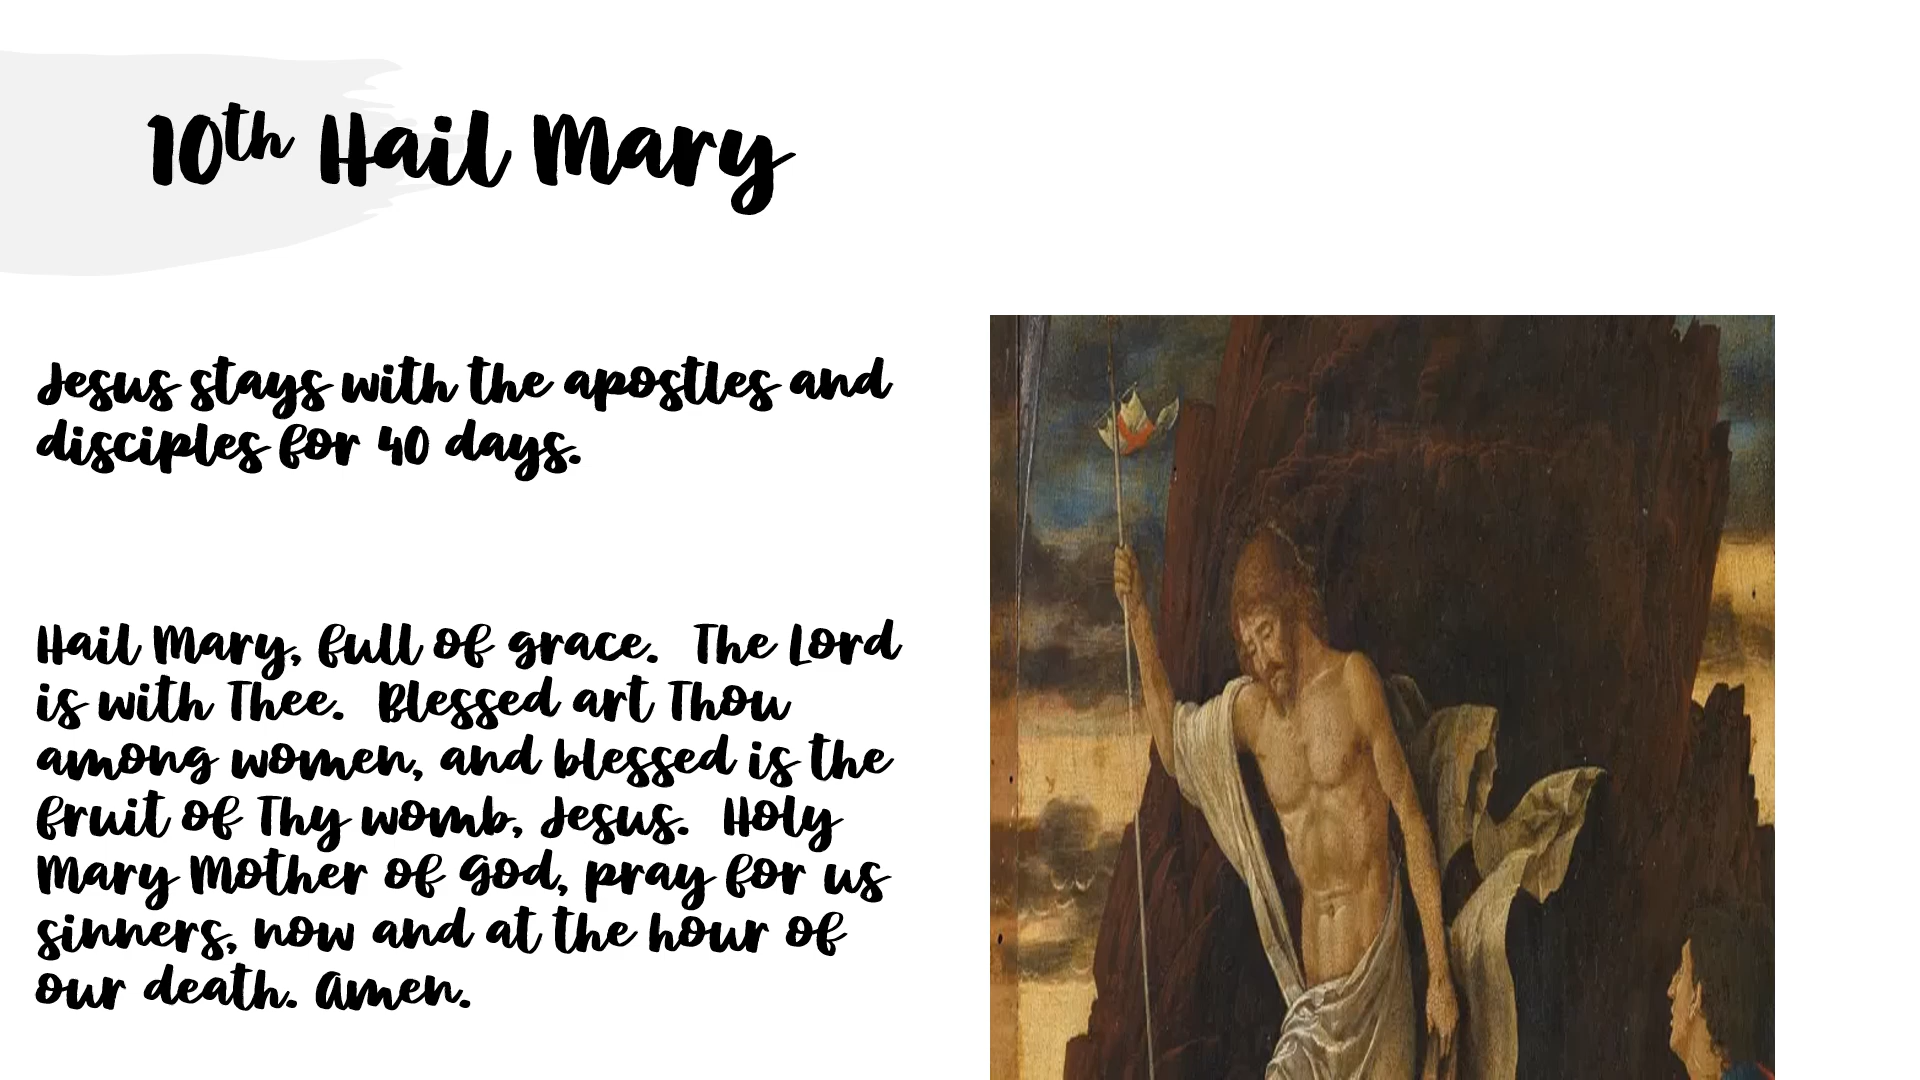 10th Hail Mary
Jesus stays with the apostles and
disciples for 40 days.
Hail Mary, full of grace.  The Lord
is with Thee.  Blessed art Thou
among women, and blessed is the
fruit of Thy womb, Jesus.  Holy
Mary Mother of God, pray for us
sinners, now and at the hour of
our death. Amen.